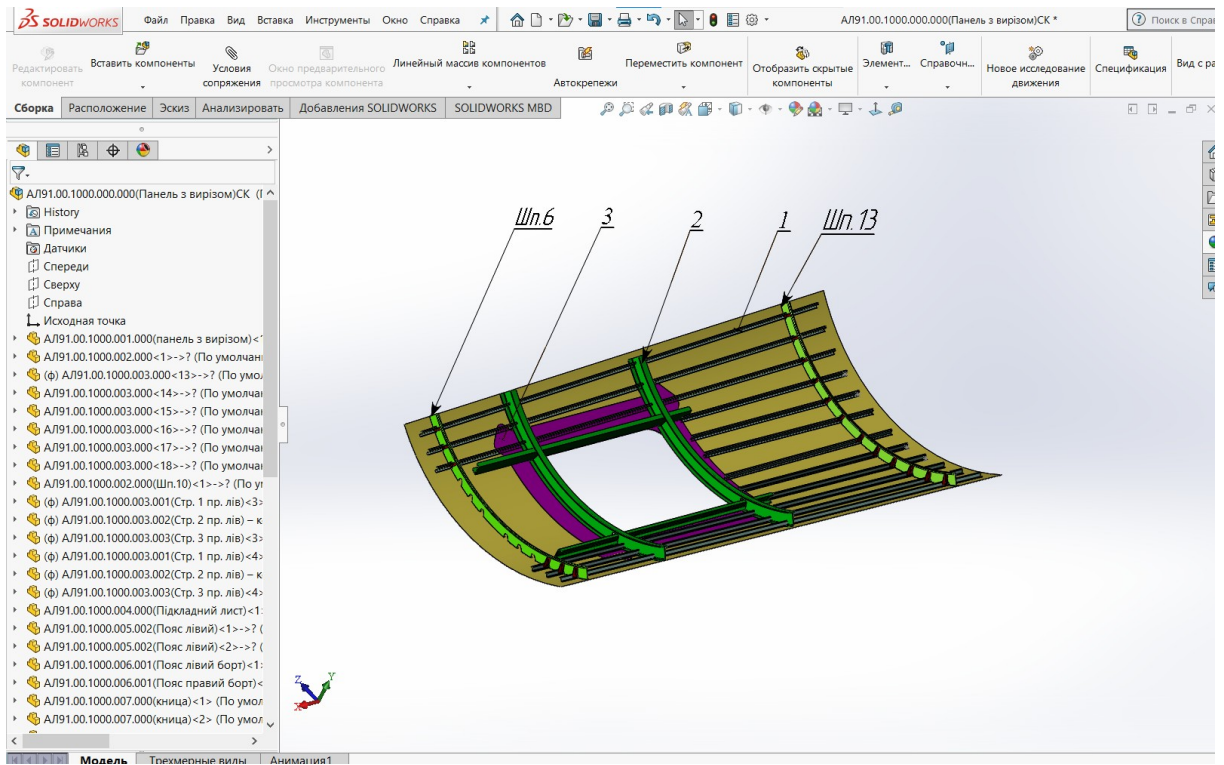 SOLIDWORKS Файл Правка Вид Вставка Инструменты Окно Справка АЛ91.00.1000.000.000(Панель з вирізом)СК * Поиск в Справ
Редактировать компонент
Вставить компоненты
Условия сопряжения
Окно предварительного просмотра компонента
Линейный массив компонентов
Автокрепежи
Переместить компонент
Отобразить скрытые компоненты
Элемент...
Справочн...
Новое исследование движения
Спецификация
Вид с ра
Сборка Расположение Эскиз Анализировать Добавления SOLIDWORKS SOLIDWORKS MBD
АЛ91.00.1000.000.000(Панель з вирізом)СК
History
Примечания
Датчики
Спереди
Сверху
Справа
Исходная точка
АЛ91.00.1000.001.000(панель з вирізом)<
АЛ91.00.1000.002.000<1>->? (По умолчан
(ф) АЛ91.00.1000.003.000<13>->? (По умо
АЛ91.00.1000.003.000<14>->? (По умолча
АЛ91.00.1000.003.000<15>->? (По умолча
АЛ91.00.1000.003.000<16>->? (По умолча
АЛ91.00.1000.003.000<17>->? (По умолча
АЛ91.00.1000.003.000<18>->? (По умолча
АЛ91.00.1000.002.000(Шп.10)<1>->? (По у
(ф) АЛ91.00.1000.003.001(Стр. 1 пр. лів)<3>
(ф) АЛ91.00.1000.003.002(Стр. 2 пр. лів) – к
(ф) АЛ91.00.1000.003.003(Стр. 3 пр. лів)<3>
(ф) АЛ91.00.1000.003.001(Стр. 1 пр. лів)<4>
(ф) АЛ91.00.1000.003.002(Стр. 2 пр. лів) – к
(ф) АЛ91.00.1000.003.003(Стр. 3 пр. лів)<4>
АЛ91.00.1000.004.000(Підкладний лист)<1
АЛ91.00.1000.005.002(Пояс лівий)<1>->? (
АЛ91.00.1000.005.002(Пояс лівий)<2>->? (
АЛ91.00.1000.006.001(Пояс лівий борт)<1
АЛ91.00.1000.006.001(Пояс правий борт)<
АЛ91.00.1000.007.000(кница)<1> (По умол
АЛ91.00.1000.007.000(кница)<2> (По умол
Шп.6 3 2 1 Шп. 13
Z Y X
Модель Трехмерные виды Анимация1